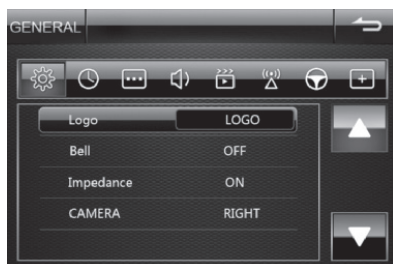 GENERAL
Logo LOGO
Bell OFF
Impedance ON
CAMERA RIGHT